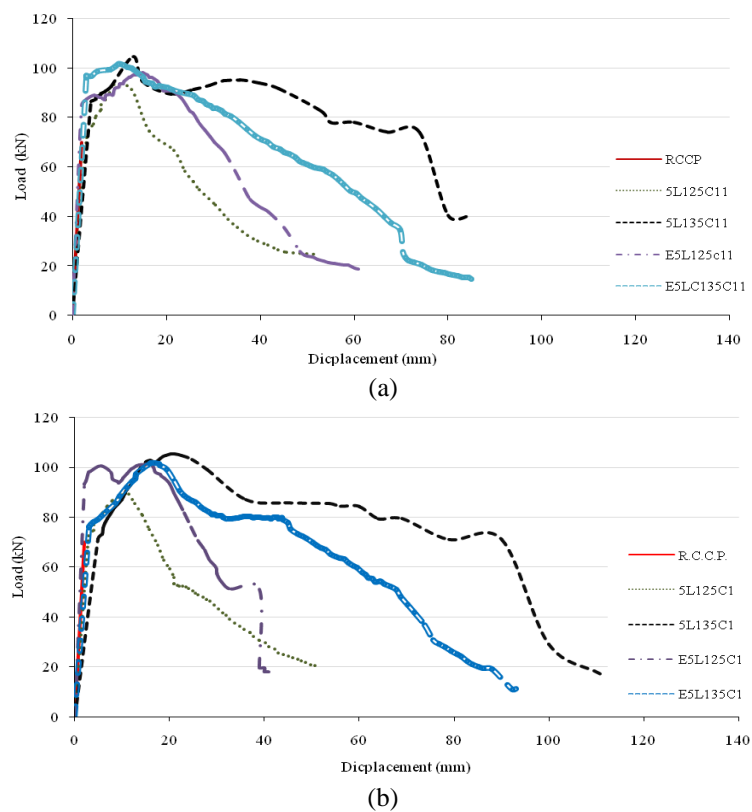 120
100
80
60
40
20
0
Load (kN)
0 20 40 60 80 100 120 140
Dicplacement (mm)
RCCP
5L125C11
5L135C11
E5L125c11
E5LC135C11
(a)
120
100
80
60
40
20
0
Load (kN)
0 20 40 60 80 100 120 140
Dicplacement (mm)
R.C.C.P.
5L125C1
5L135C1
E5L125C1
E5L135C1
(b)